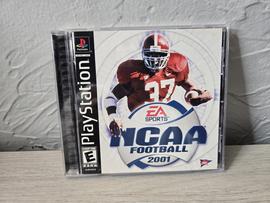 PlayStation
37
EA
SPORTS
NCAA
FOOTBALL
2001
E